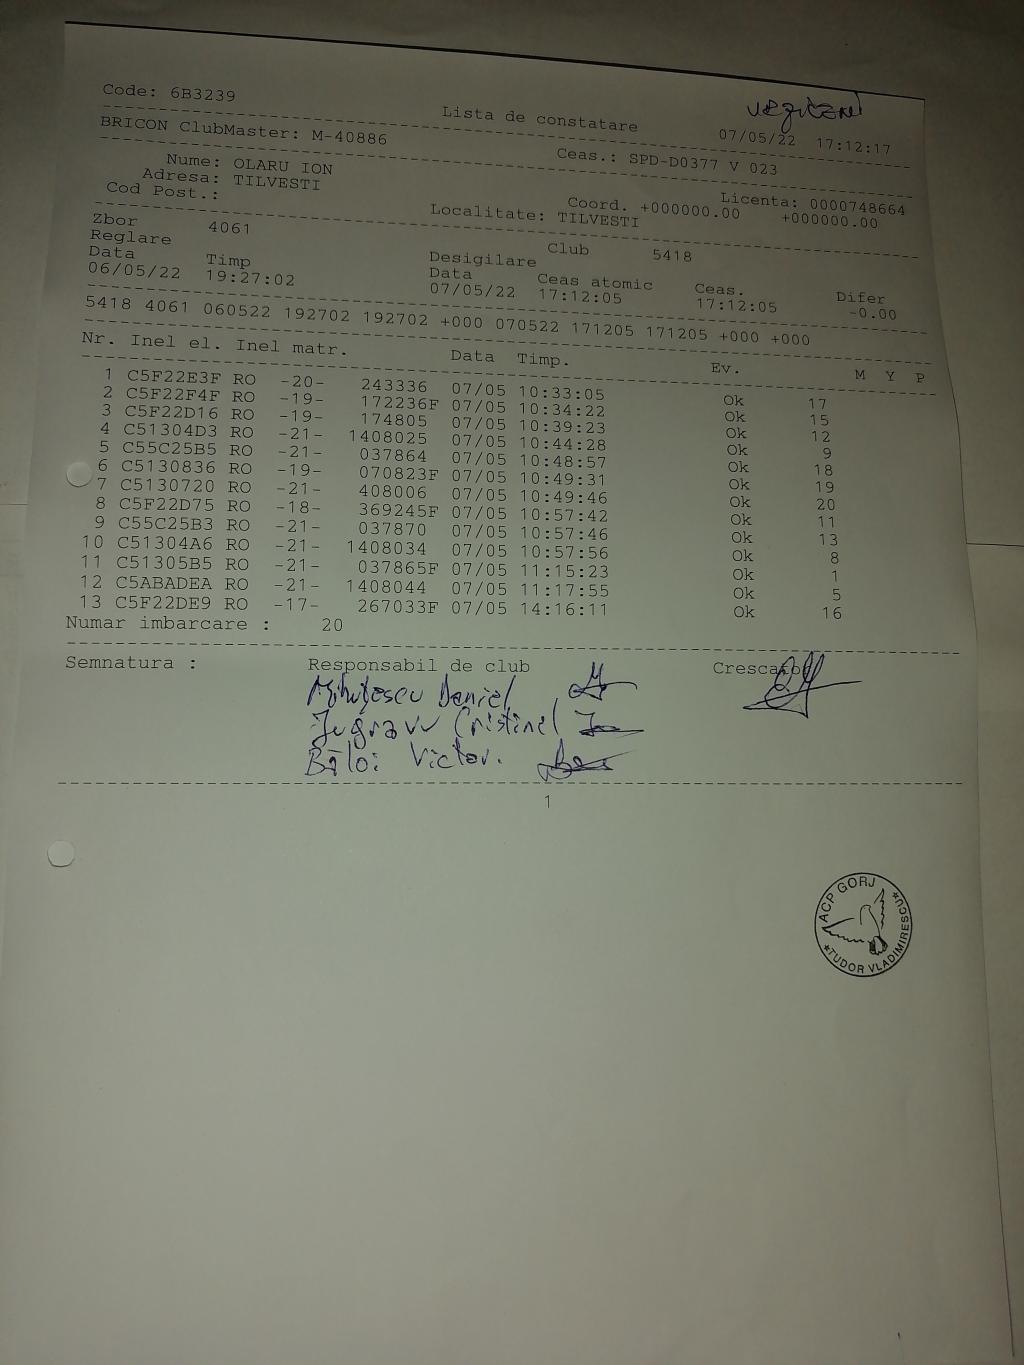 Code: 6B3239
Lista de constatare
07/05/22 17:12:17
BRICON ClubMaster: M-40886
Ceas.: SPD-D0377 V 023
Nume: OLARU ION
Licenta: 0000748664
Adresa: TILVESTI
Coord. +000000.00 +000000.00
Cod Post.:
Localitate: TILVESTI
Zbor 4061
Club 5418
Reglare
Desigilare
Data Timp
Data Ceas atomic Ceas. Difer
06/05/22 19:27:02
07/05/22 17:12:05 17:12:05 -0.00
5418 4061 060522 192702 192702 +000 070522 171205 171205 +000 +000
Nr. Inel el. Inel matr. Data Timp. Ev. M Y P
1 C5F22E3F RO -20- 243336 07/05 10:33:05 Ok 17
2 C5F22F4F RO -19- 172236F 07/05 10:34:22 Ok 15
3 C5F22D16 RO -19- 174805 07/05 10:39:23 Ok 12
4 C51304D3 RO -21- 1408025 07/05 10:44:28 Ok 9
5 C55C25B5 RO -21- 037864 07/05 10:48:57 Ok 18
6 C5130836 RO -19- 070823F 07/05 10:49:31 Ok 19
7 C5130720 RO -21- 408006 07/05 10:49:46 Ok 20
8 C5F22D75 RO -18- 369245F 07/05 10:57:42 Ok 11
9 C55C25B3 RO -21- 037870 07/05 10:57:46 Ok 13
10 C51304A6 RO -21- 1408034 07/05 10:57:56 Ok 8
11 C51305B5 RO -21- 037865F 07/05 11:15:23 Ok 1
12 C5ABADEA RO -21- 1408044 07/05 11:17:55 Ok 5
13 C5F22DE9 RO -17- 267033F 07/05 14:16:11 Ok 16
Numar imbarcare : 20
Semnatura : Responsabil de club Crescator
Mihuțescu Daniel
Cristinel
Băloi Victor.
1
ACP GORJ
*TUDOR VLADIMIRESCU*